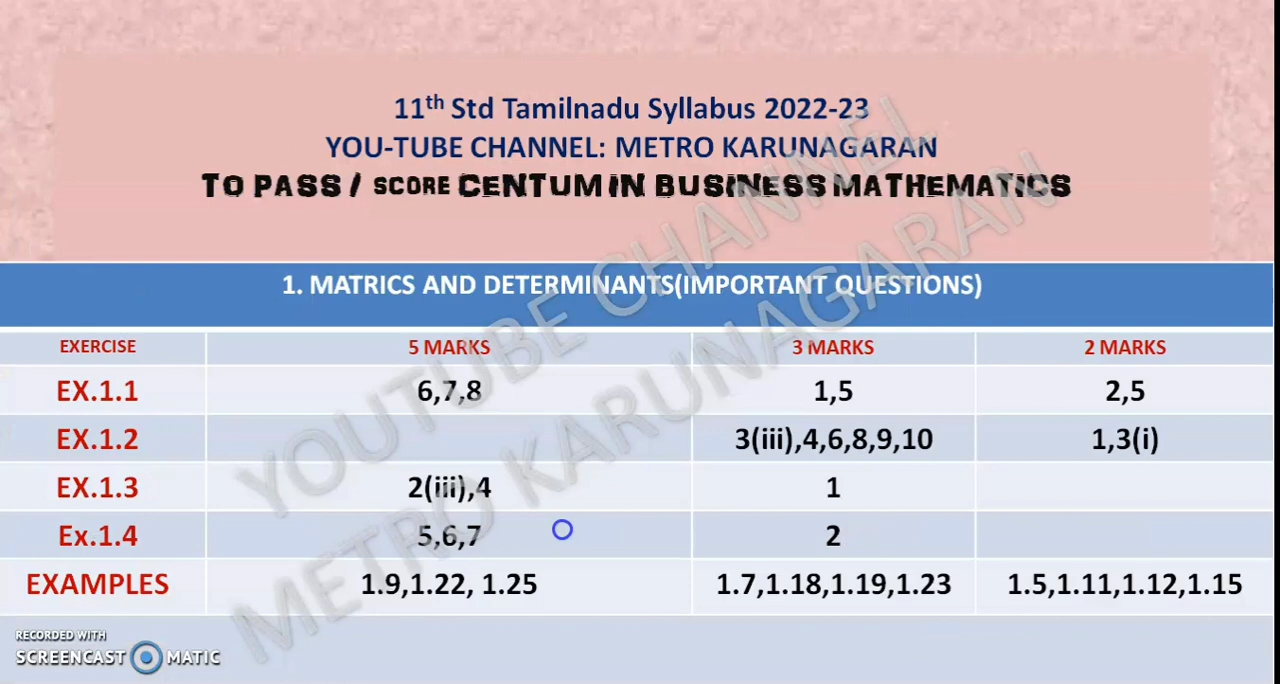 11th Std Tamilnadu Syllabus 2022-23
YOU-TUBE CHANNEL: METRO KARUNAGARAN
TO PASS / SCORE CENTUM IN BUSINESS MATHEMATICS
1. MATRICS AND DETERMINANTS(IMPORTANT QUESTIONS)
EXERCISE 5 MARKS 3 MARKS 2 MARKS
EX.1.1 6,7,8 1,5 2,5
EX.1.2 3(iii),4,6,8,9,10 1,3(i)
EX.1.3 2(iii),4 1
Ex.1.4 5,6,7 2
EXAMPLES 1.9,1.22, 1.25 1.7,1.18,1.19,1.23 1.5,1.11,1.12,1.15
YOUTUBE CHANNEL
METRO KARUNAGARAN
RECORDED WITH
SCREENCAST MATIC